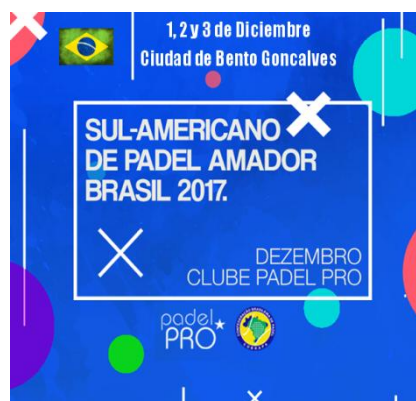 1, 2 y 3 de Diciembre
Ciudad de Bento Goncalves
SUL-AMERICANO
DE PADEL AMADOR
BRASIL 2017.
DEZEMBRO
CLUBE PADEL PRO
padel
PRO